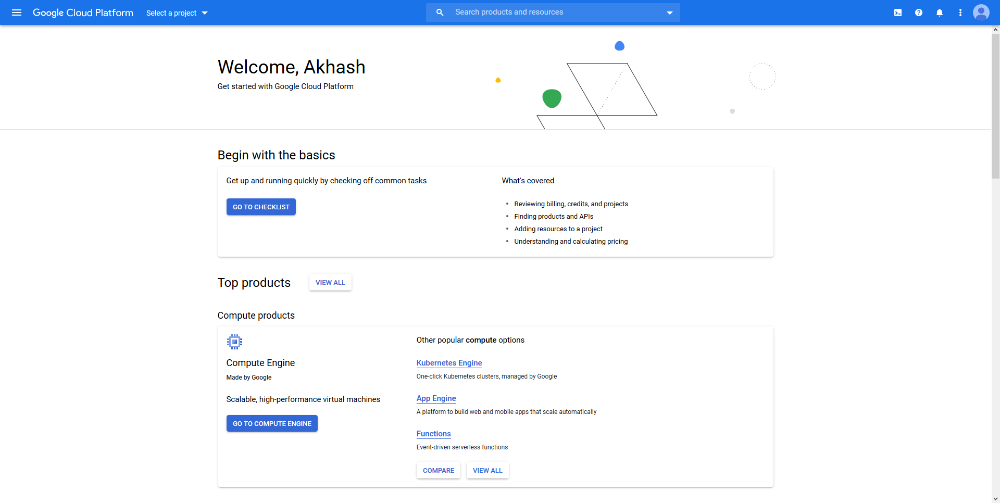 Google Cloud Platform
Select a project
Search products and resources
Welcome, Akhash
Get started with Google Cloud Platform
Begin with the basics
Get up and running quickly by checking off common tasks
GO TO CHECKLIST
What's covered
• Reviewing billing, credits, and projects
• Finding products and APIs
• Adding resources to a project
• Understanding and calculating pricing
Top products
VIEW ALL
Compute products
Compute Engine
Made by Google
Scalable, high-performance virtual machines
GO TO COMPUTE ENGINE
Other popular compute options
Kubernetes Engine
One-click Kubernetes clusters, managed by Google
App Engine
A platform to build web and mobile apps that scale automatically
Functions
Event-driven serverless functions
COMPARE
VIEW ALL